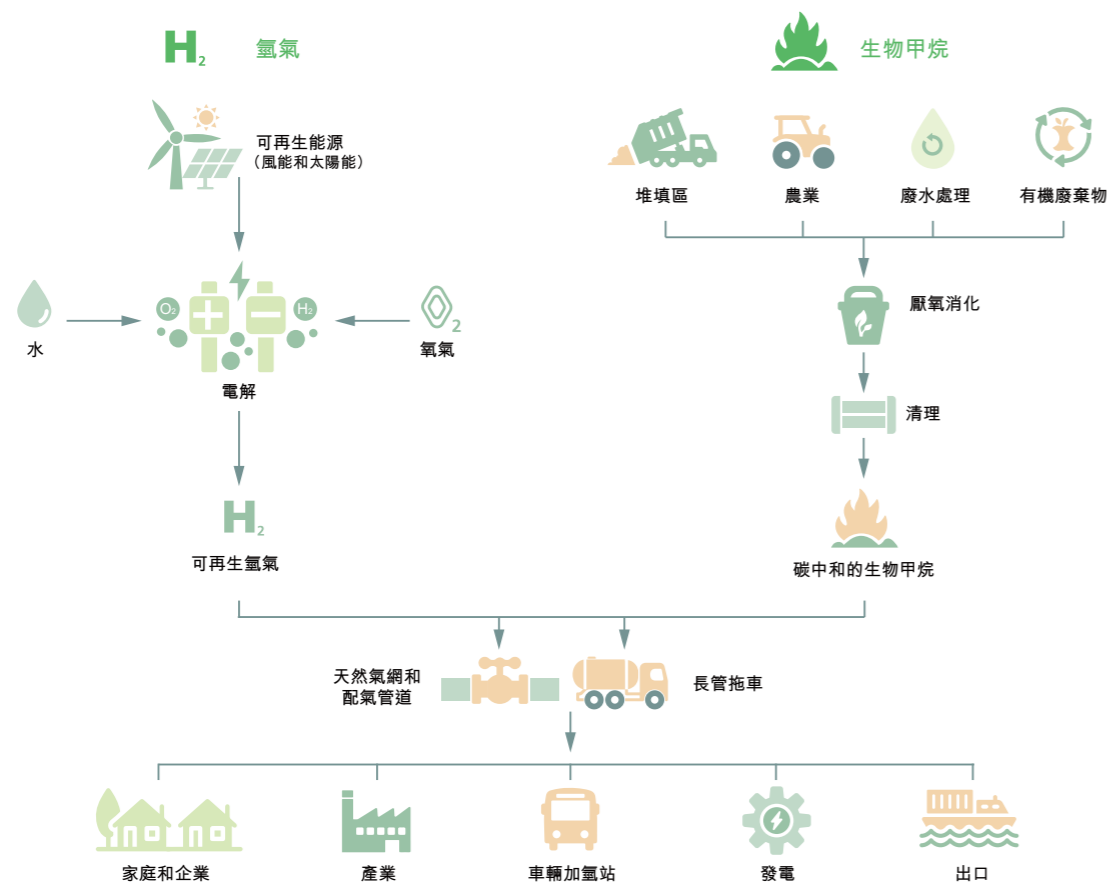 H2 氫氣
生物甲烷
可再生能源
（風能和太陽能）
堆填區
農業
廢水處理
有機廢棄物
O2
H2
水
2
氧氣
電解
厭氧消化
清理
H2
可再生氫氣
碳中和的生物甲烷
天然氣網和
配氣管道
長管拖車
家庭和企業
產業
車輛加氫站
發電
出口